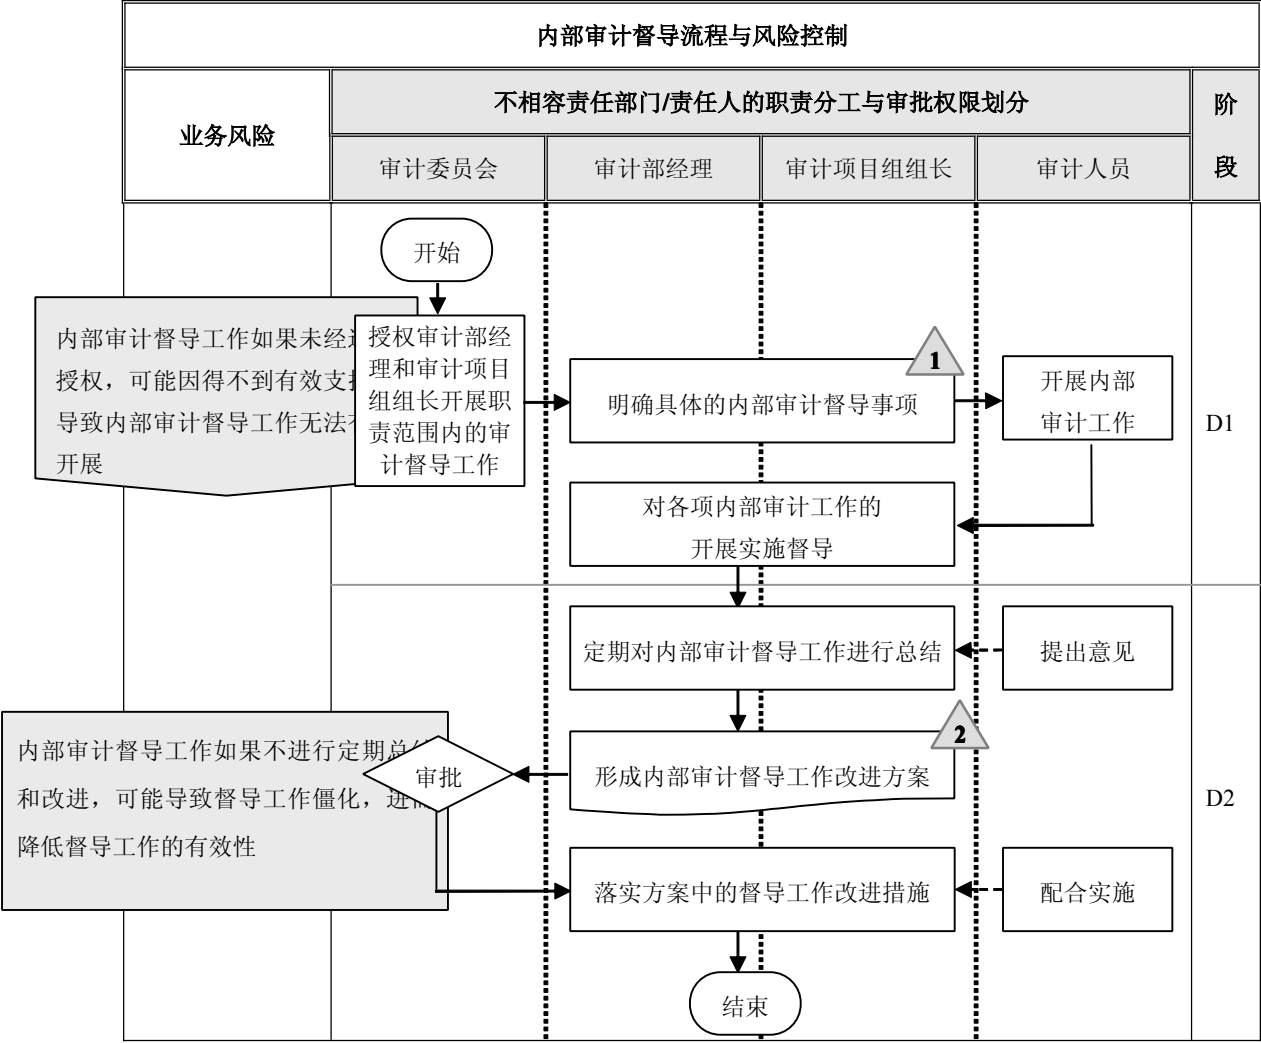 内部审计督导流程与风险控制
业务风险
不相容责任部门/责任人的职责分工与审批权限划分
阶
段
审计委员会
审计部经理
审计项目组组长
审计人员
开始
内部审计督导工作如果未经
授权，可能因得不到有效支
导致内部审计督导工作无法
开展
授权审计部经
理和审计项目
组组长开展职
责范围内的审
计督导工作
1
明确具体的内部审计督导事项
开展内部
审计工作
D1
对各项内部审计工作的
开展实施督导
定期对内部审计督导工作进行总结
提出意见
内部审计督导工作如果不进行定期总
和改进，可能导致督导工作僵化，进
降低督导工作的有效性
审批
2
形成内部审计督导工作改进方案
D2
落实方案中的督导工作改进措施
配合实施
结束